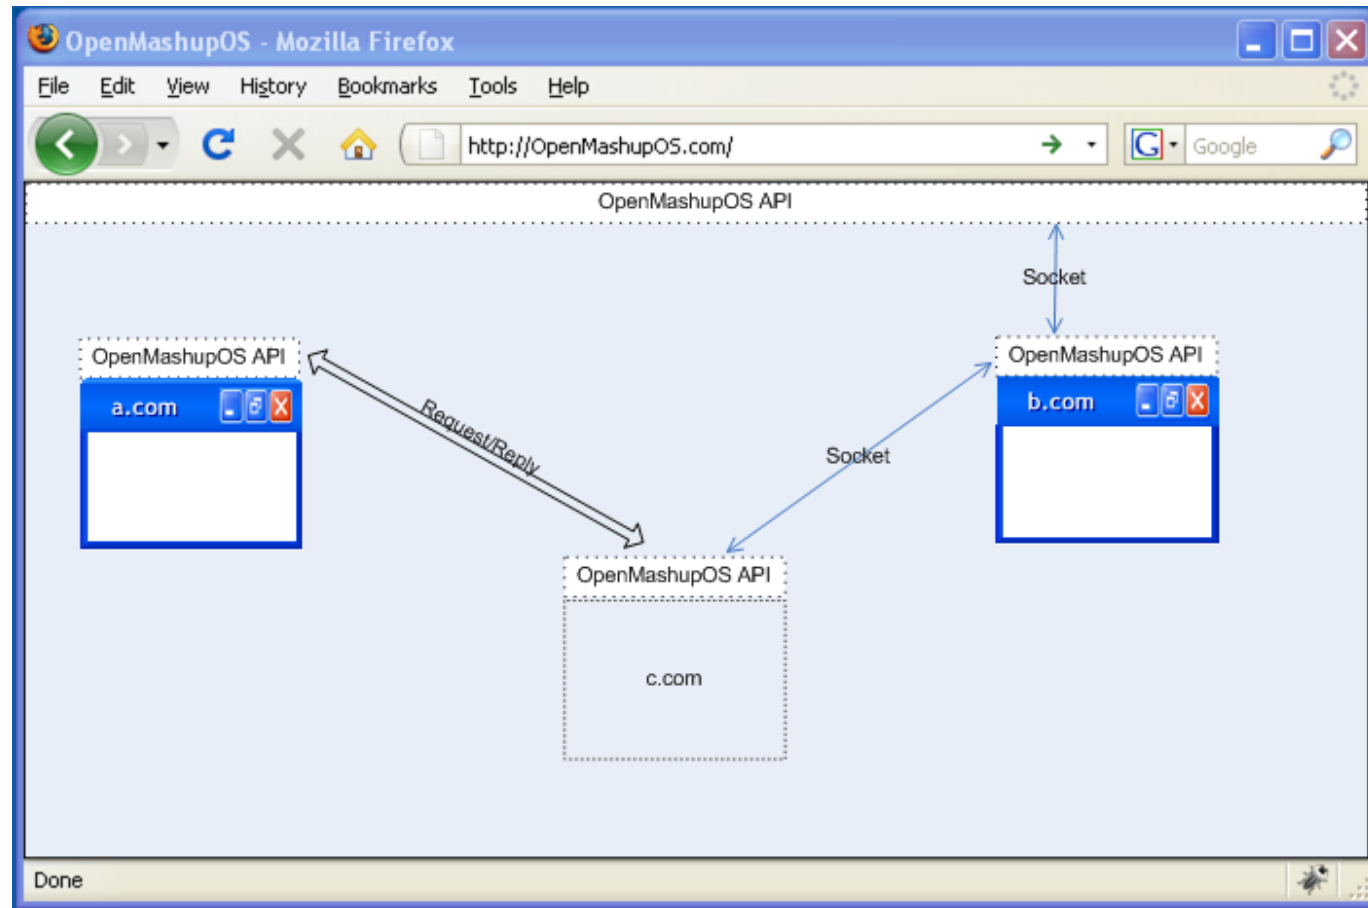 OpenMashupOS - Mozilla Firefox
File Edit View History Bookmarks Tools Help
http://OpenMashupOS.com/
G Google
OpenMashupOS API
Socket
OpenMashupOS API
OpenMashupOS API
a.com
b.com
Request/Reply
Socket
OpenMashupOS API
c.com
Done